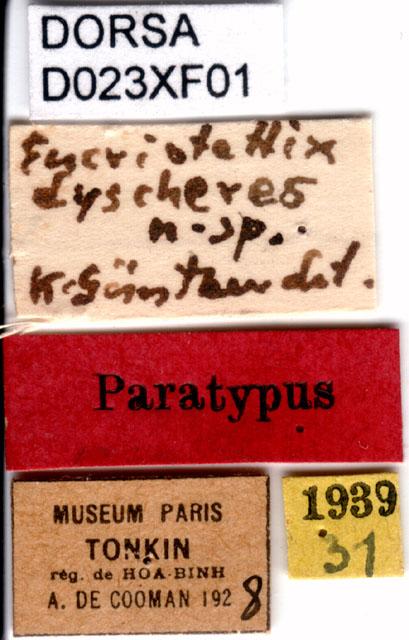 DORSA
D023XF01
Eucriotettix
dyscheres
n. sp.
K. Günther det.
Paratypus
MUSEUM PARIS
TONKIN
rég. de HOA-BINH
A. DE COOMAN 1928
1939
31